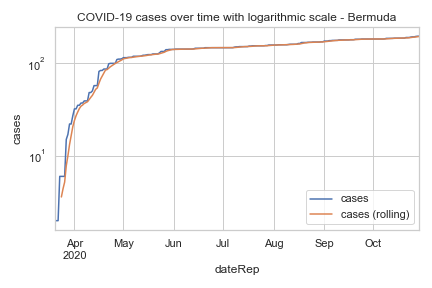 COVID-19 cases over time with logarithmic scale - Bermuda
cases
10²
10¹
Apr May Jun Jul Aug Sep Oct
2020
dateRep
cases
cases (rolling)